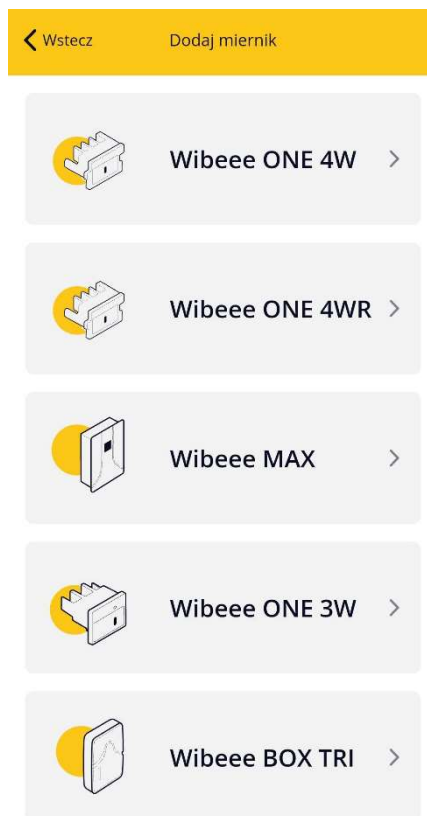 Wstecz Dodaj miernik
Wibeee ONE 4W
Wibeee ONE 4WR
Wibeee MAX
Wibeee ONE 3W
Wibeee BOX TRI